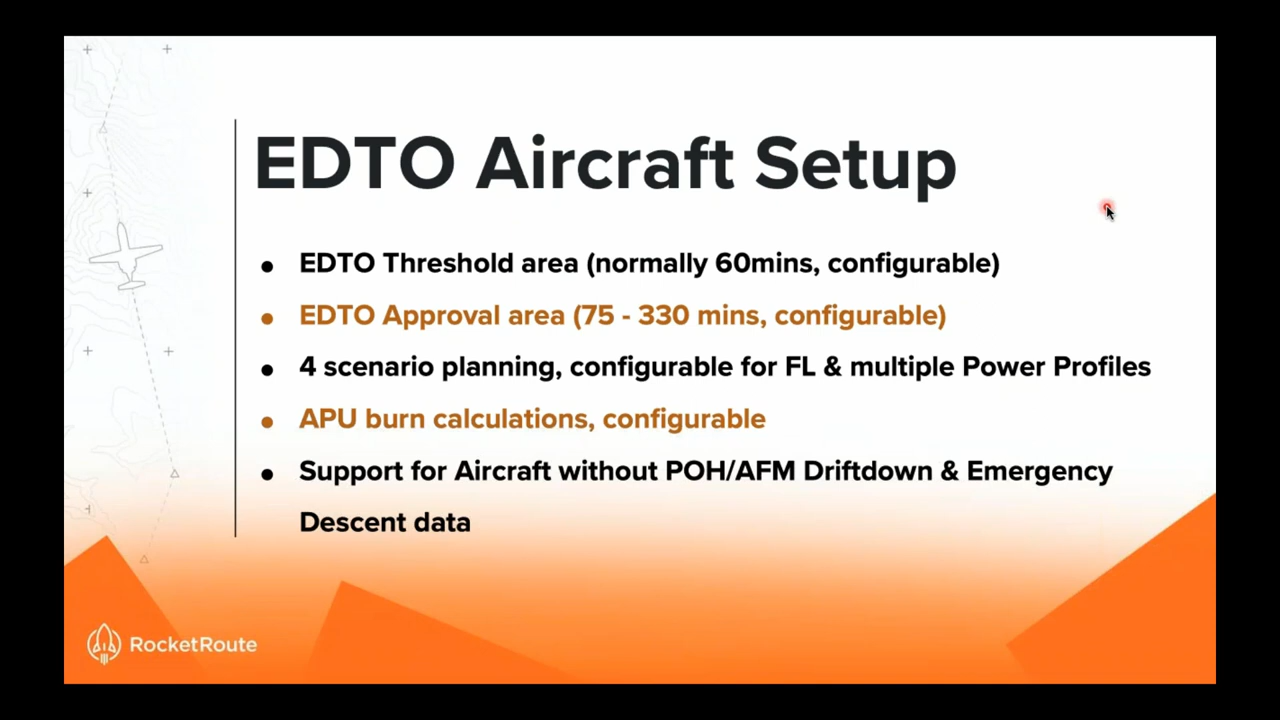 EDTO Aircraft Setup
• EDTO Threshold area (normally 60mins, configurable)
• EDTO Approval area (75 - 330 mins, configurable)
• 4 scenario planning, configurable for FL & multiple Power Profiles
• APU burn calculations, configurable
• Support for Aircraft without POH/AFM Driftdown & Emergency
Descent data
RocketRoute